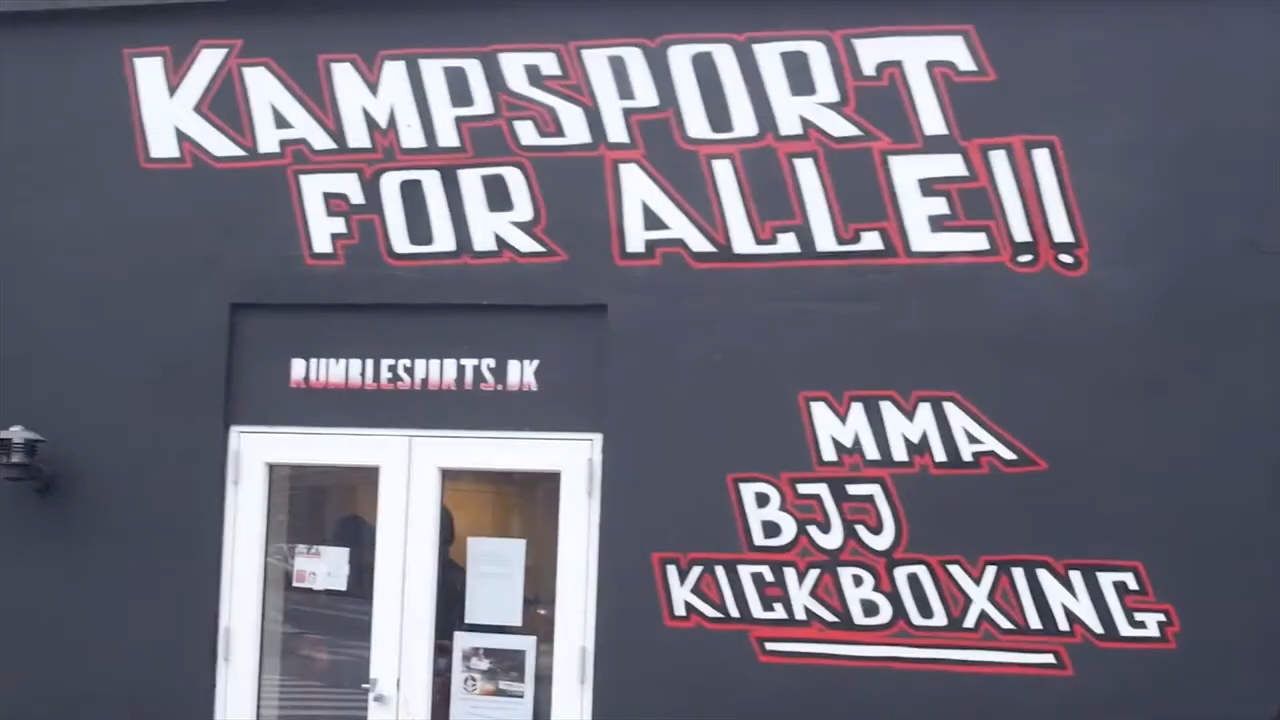 KAMPSPORT
FOR ALLE!!
RUMBLESPORTS.DK
MMA
BJJ
KICKBOXING